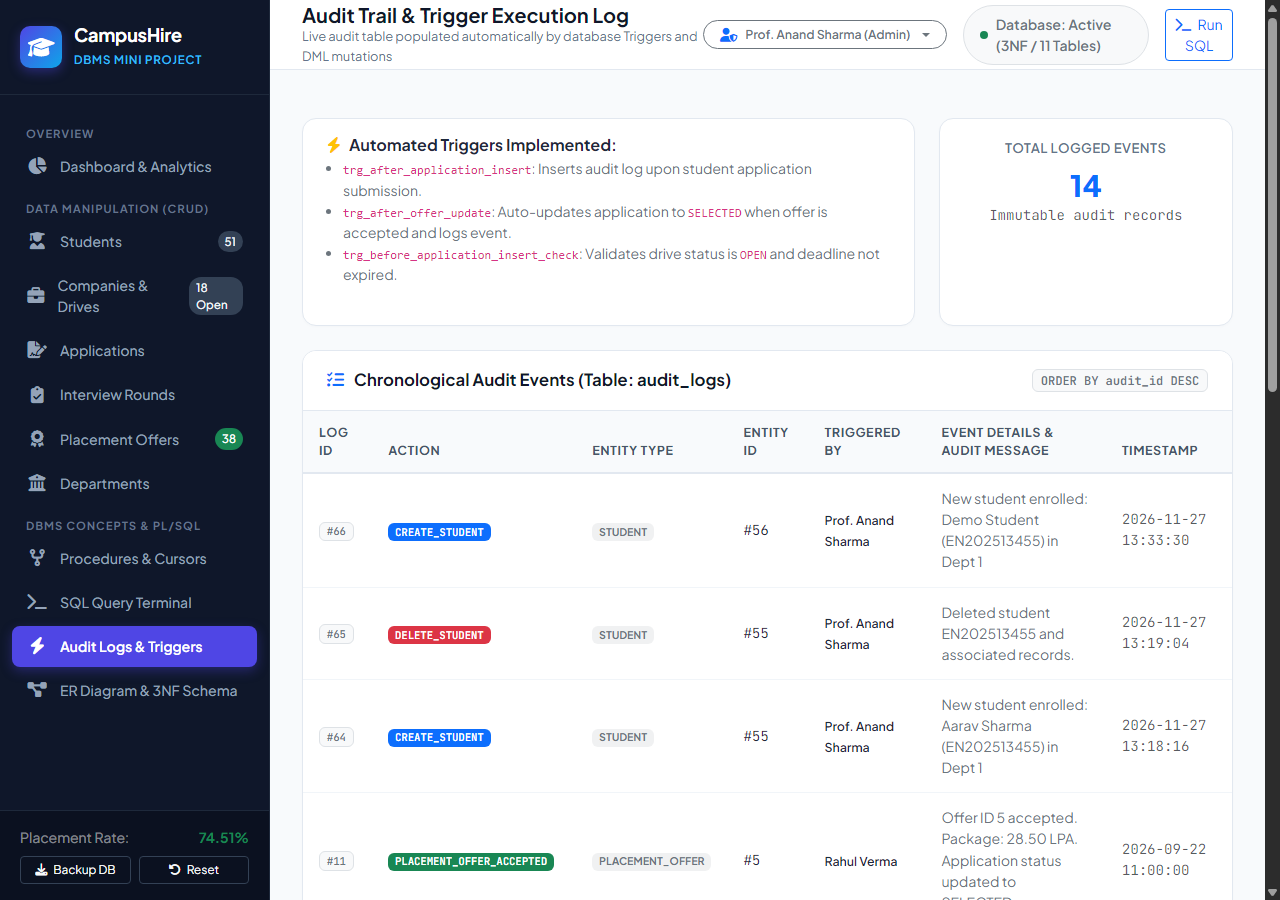 CampusHire
DBMS MINI PROJECT
OVERVIEW
Dashboard & Analytics
DATA MANIPULATION (CRUD)
Students 51
Companies & Drives 18 Open
Applications
Interview Rounds
Placement Offers 38
Departments
DBMS CONCEPTS & PL/SQL
Procedures & Cursors
SQL Query Terminal
Audit Logs & Triggers
ER Diagram & 3NF Schema
Placement Rate: 74.51%
Backup DB Reset
Audit Trail & Trigger Execution Log
Live audit table populated automatically by database Triggers and
DML mutations
Prof. Anand Sharma (Admin)
Database: Active
(3NF / 11 Tables)
Run
SQL
Automated Triggers Implemented:
trg_after_application_insert: Inserts audit log upon student application
submission.
trg_after_offer_update: Auto-updates application to SELECTED when offer is
accepted and logs event.
trg_before_application_insert_check: Validates drive status is OPEN and deadline not
expired.
TOTAL LOGGED EVENTS
14
Immutable audit records
Chronological Audit Events (Table: audit_logs)
ORDER BY audit_id DESC
LOG ID ACTION ENTITY TYPE ENTITY ID TRIGGERED BY EVENT DETAILS & AUDIT MESSAGE TIMESTAMP
#66 CREATE_STUDENT STUDENT #56
Prof. Anand
Sharma
New student enrolled:
Demo Student
(EN202513455) in
Dept 1
2026-11-27
13:33:30
#65 DELETE_STUDENT STUDENT #55
Prof. Anand
Sharma
Deleted student
EN202513455 and
associated records.
2026-11-27
13:19:04
#64 CREATE_STUDENT STUDENT #55
Prof. Anand
Sharma
New student enrolled:
Aarav Sharma
(EN202513455) in
Dept 1
2026-11-27
13:18:16
#11 PLACEMENT_OFFER_ACCEPTED PLACEMENT_OFFER #5
Rahul Verma
Offer ID 5 accepted.
Package: 28.50 LPA.
Application status
updated to
2026-09-22
11:00:00